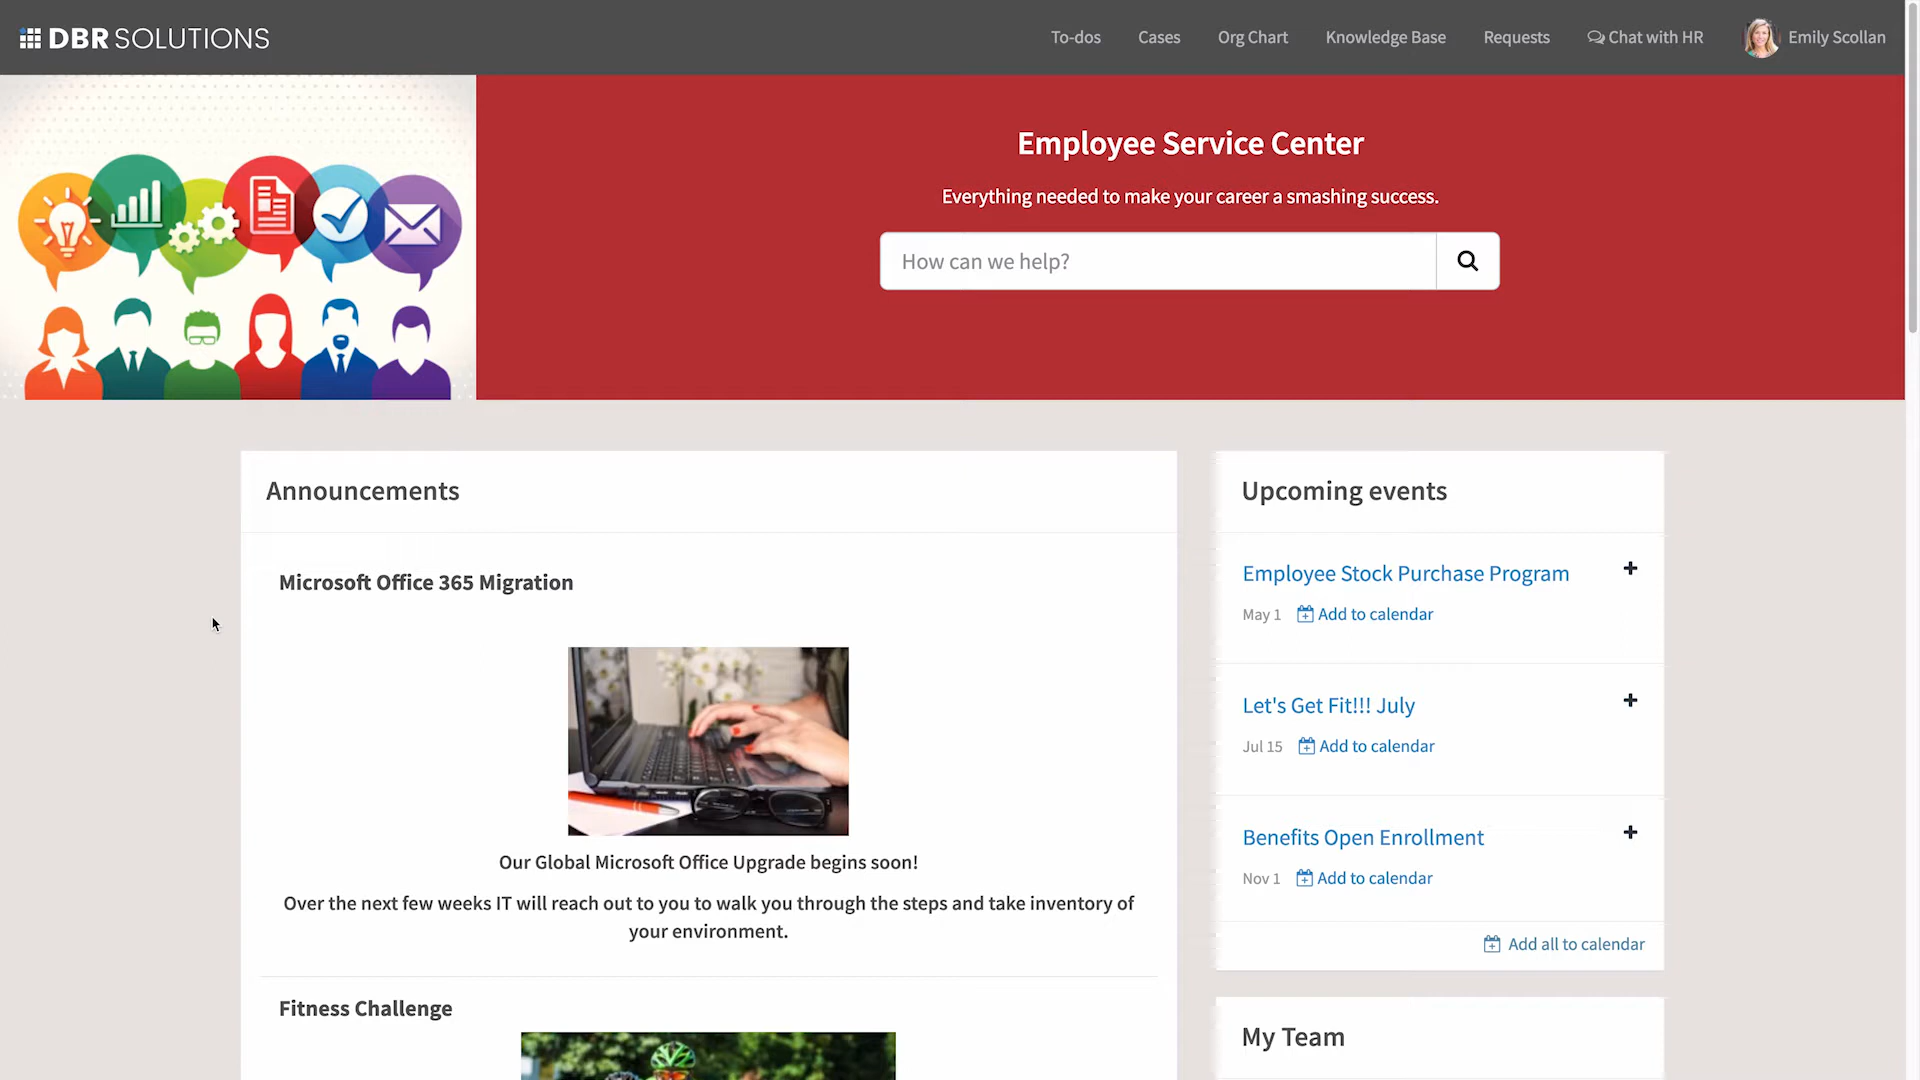 DBR SOLUTIONS
To-dos
Cases
Org Chart
Knowledge Base
Requests
Chat with HR
Emily Scollan
Employee Service Center
Everything needed to make your career a smashing success.
How can we help?
Announcements
Microsoft Office 365 Migration
Our Global Microsoft Office Upgrade begins soon!
Over the next few weeks IT will reach out to you to walk you through the steps and take inventory of
your environment.
Fitness Challenge
Upcoming events
Employee Stock Purchase Program
May 1 Add to calendar
Let's Get Fit!!! July
Jul 15 Add to calendar
Benefits Open Enrollment
Nov 1 Add to calendar
Add all to calendar
My Team